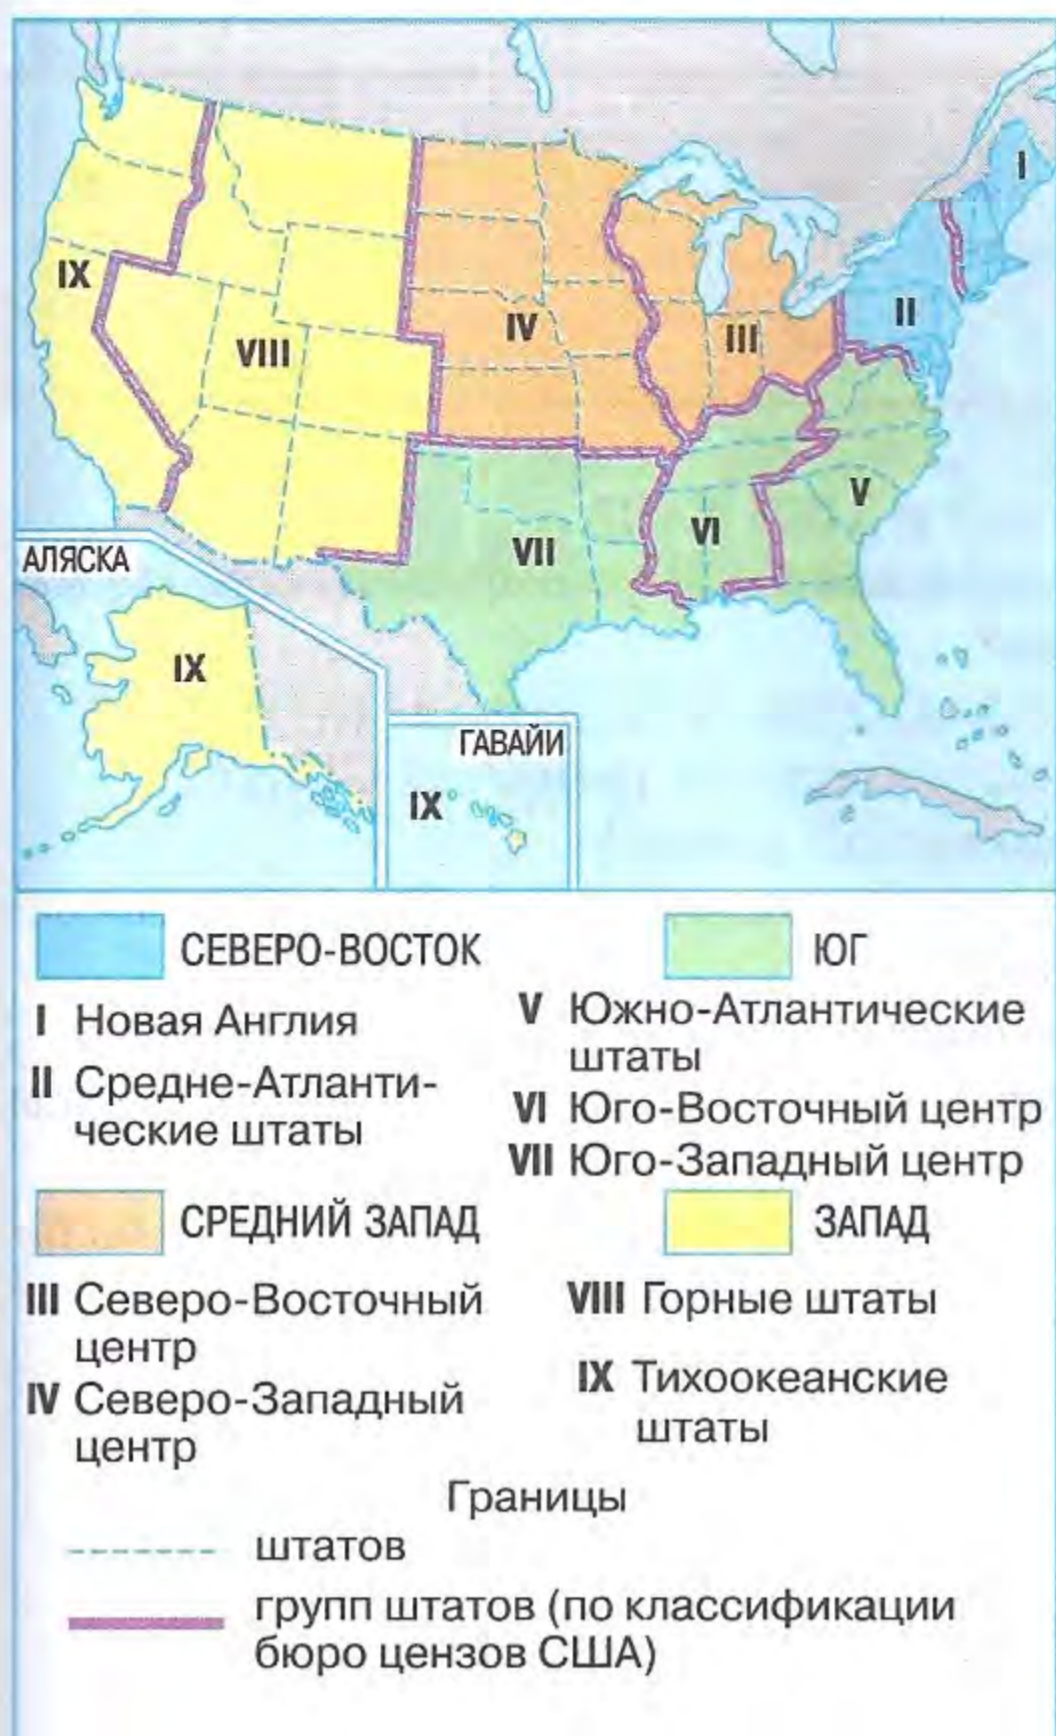 I
IX
II
IV
III
VIII
V
VI
VII
АЛЯСКА
IX
ГАВАЙИ
IX
СЕВЕРО-ВОСТОК
I Новая Англия
II Средне-Атланти-
ческие штаты
СРЕДНИЙ ЗАПАД
III Северо-Восточный
центр
IV Северо-Западный
центр
ЮГ
V Южно-Атлантические
штаты
VI Юго-Восточный центр
VII Юго-Западный центр
ЗАПАД
VIII Горные штаты
IX Тихоокеанские
штаты
Границы
штатов
групп штатов (по классификации
бюро цензов США)